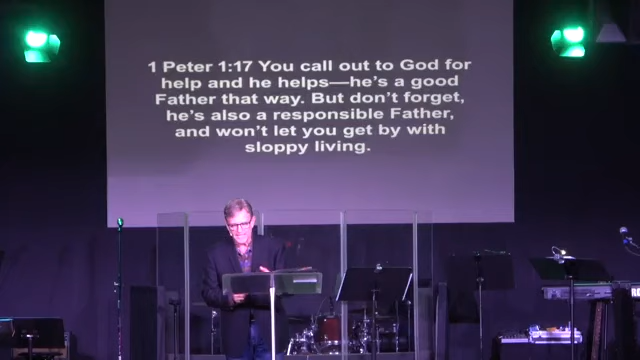 1 Peter 1:17 You call out to God for
help and he helps—he's a good
Father that way. But don't forget,
he's also a responsible Father,
and won't let you get by with
sloppy living.